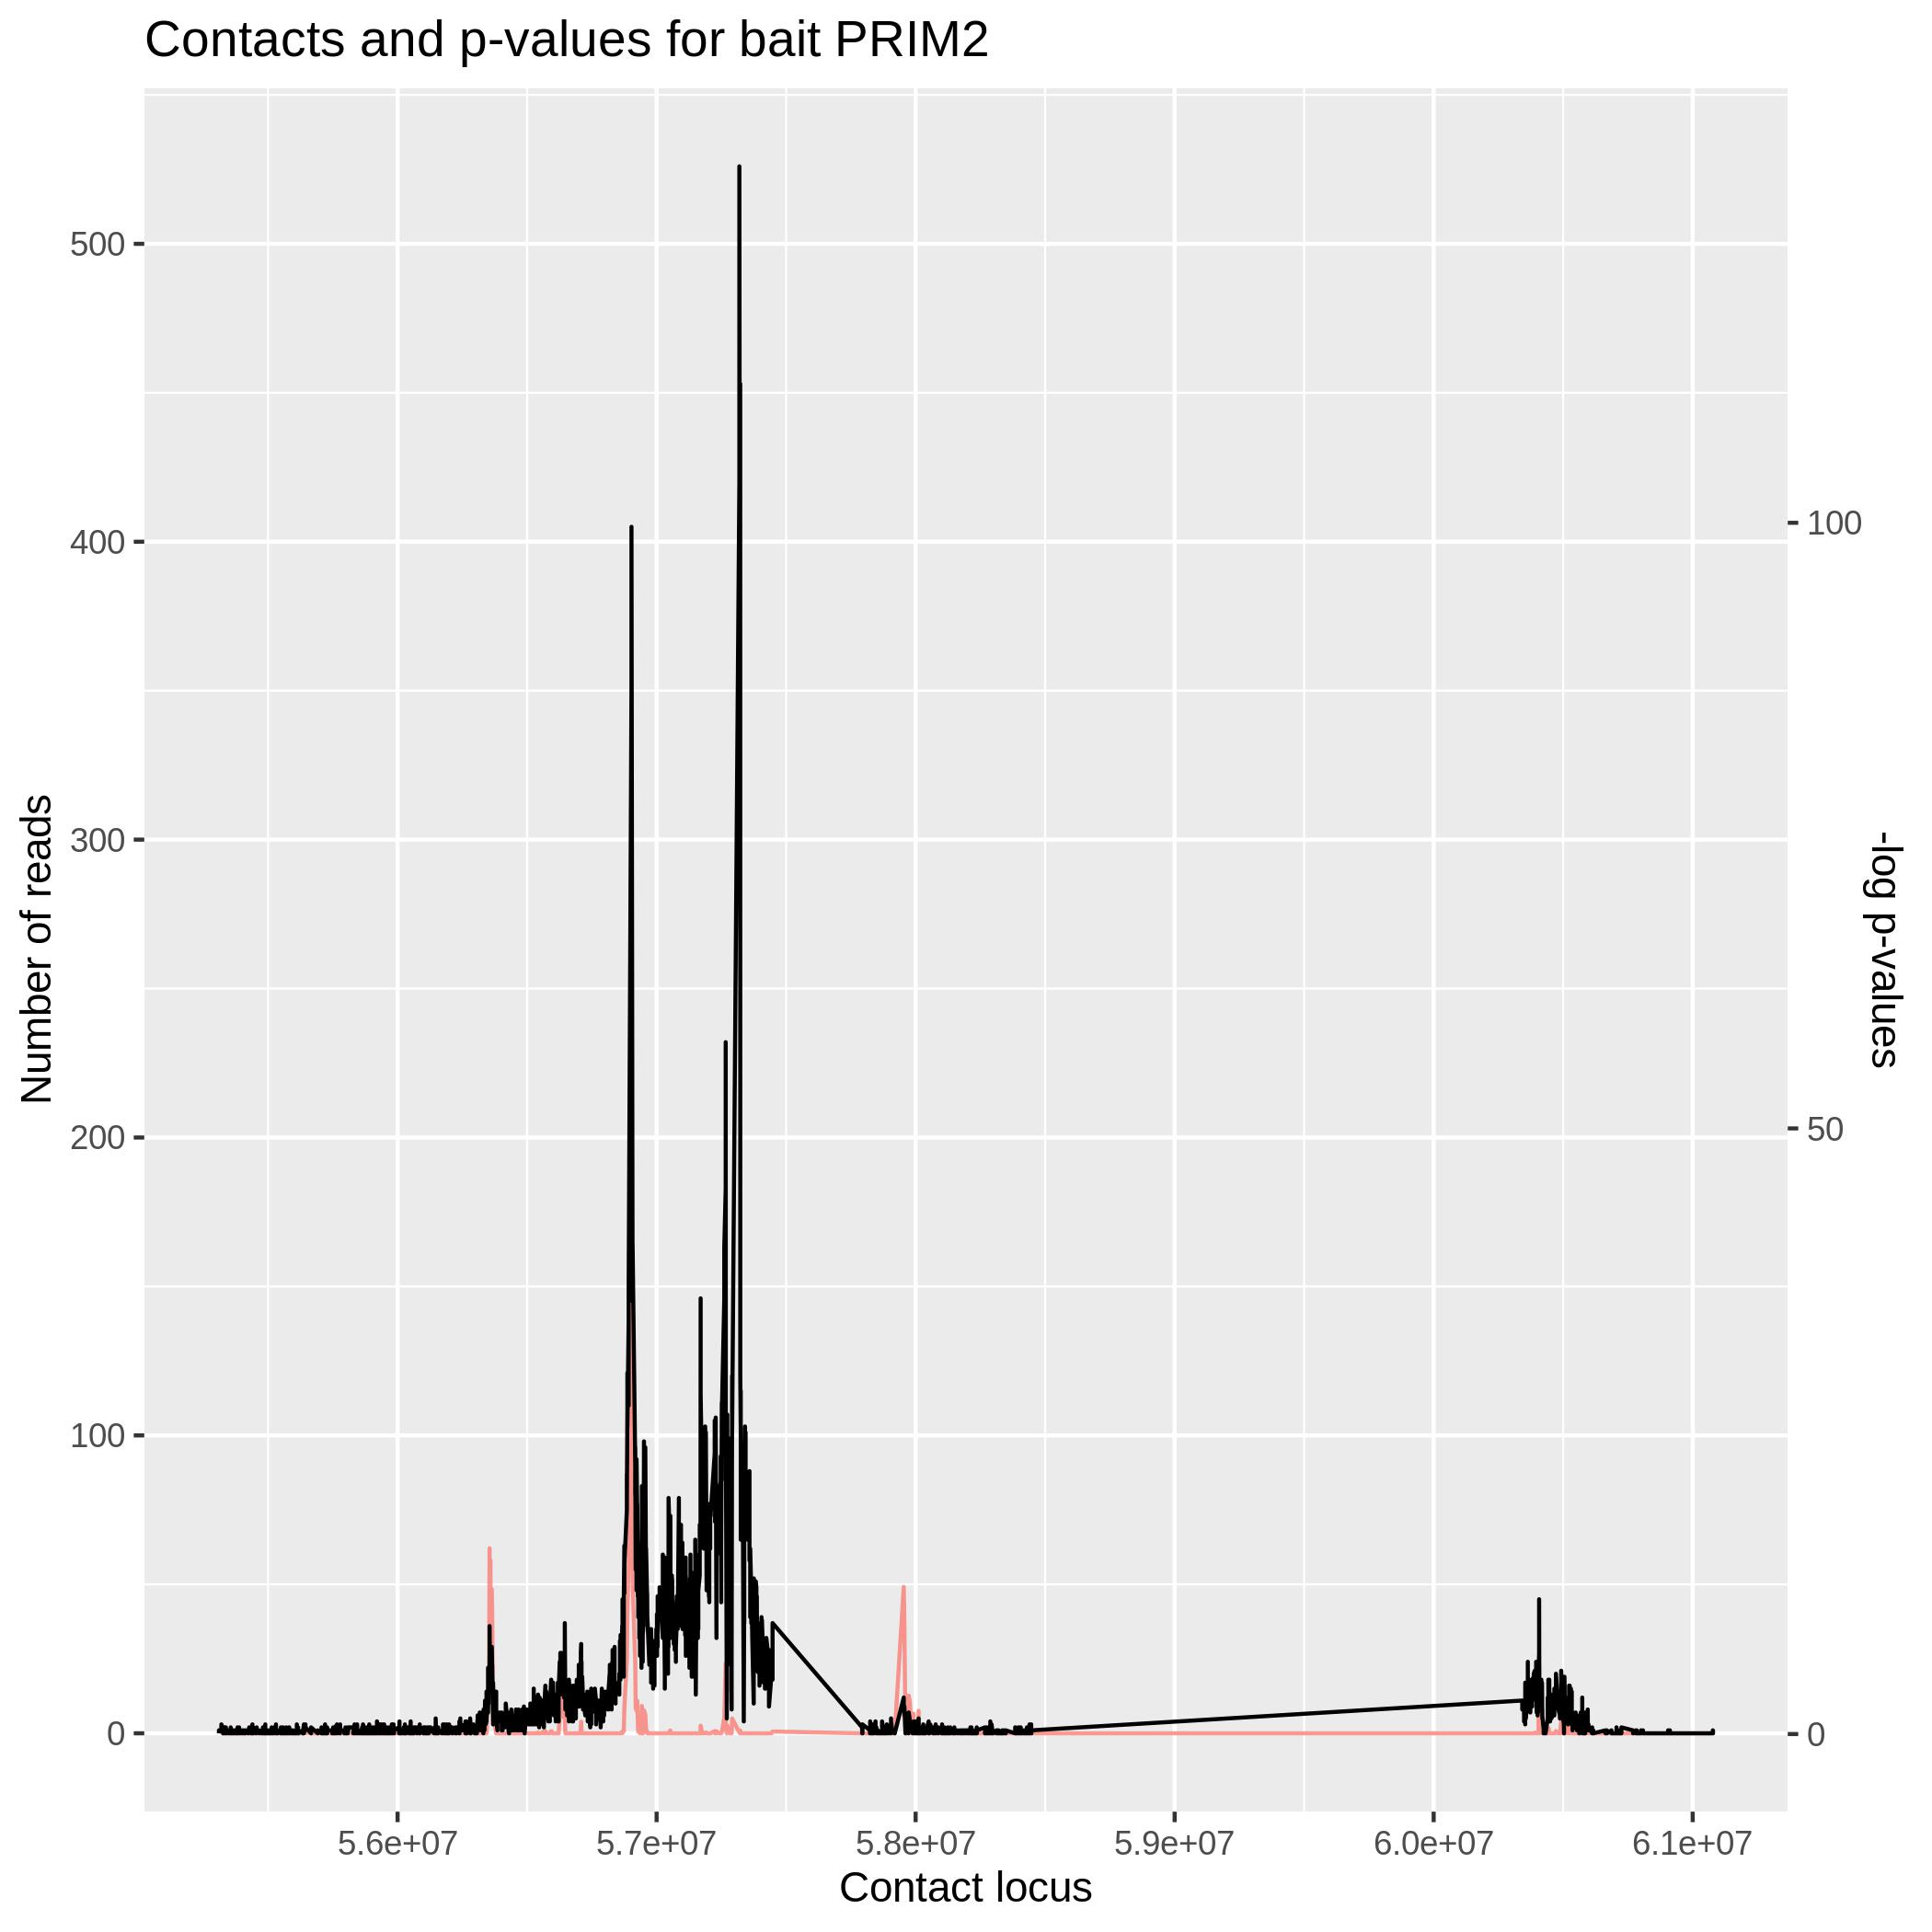 Contacts and p-values for bait PRIM2
500
400
300
200
100
0
100
50
0
Number of reads
-log p-values
5.6e+07
5.7e+07
5.8e+07
5.9e+07
6.0e+07
6.1e+07
Contact locus